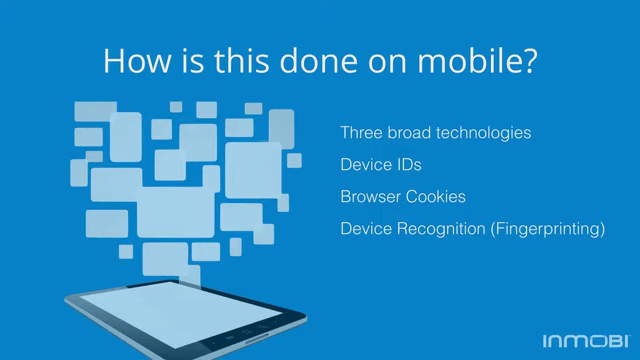 How is this done on mobile?
Three broad technologies
Device IDs
Browser Cookies
Device Recognition (Fingerprinting)
INMOBI